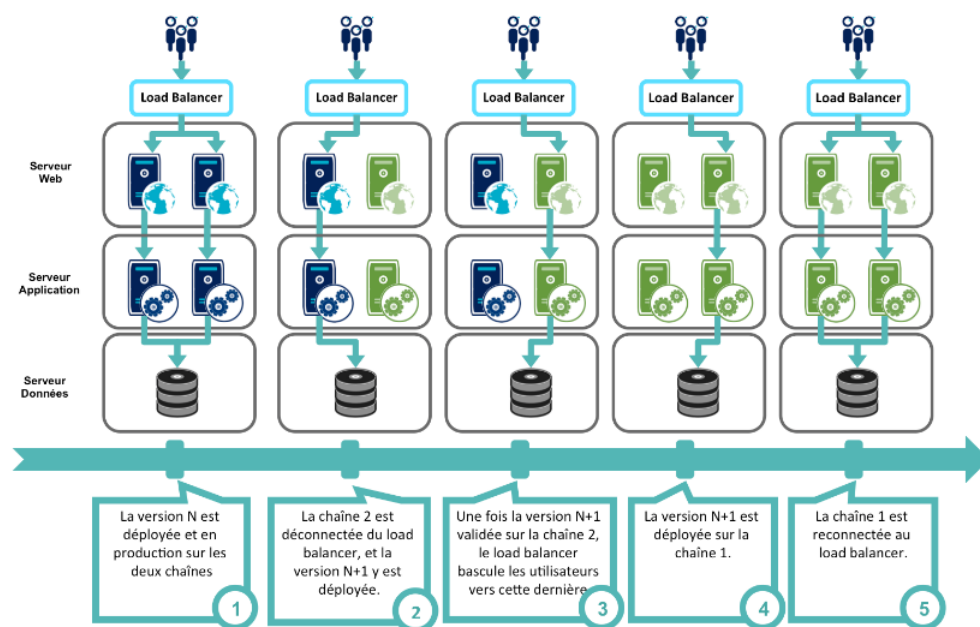 Load Balancer
Load Balancer
Load Balancer
Load Balancer
Load Balancer
Serveur
Web
Serveur
Application
Serveur
Données
La version N est
déployée et en
production sur les
deux chaînes
1
La chaîne 2 est
déconnectée du load
balancer, et la
version N+1 y est
déployée.
2
Une fois la version N+1
validée sur la chaîne 2,
le load balancer
bascule les utilisateurs
vers cette dernière
3
La version N+1 est
déployée sur la
chaîne 1.
4
La chaîne 1 est
reconnectée au
load balancer.
5